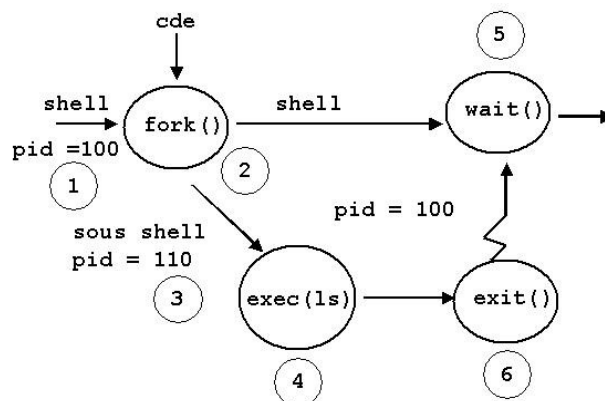 cde
5
shell
shell
fork()
wait()
pid =100
1
2
pid = 100
sous shell
pid = 110
3
exec(ls)
exit()
4
6